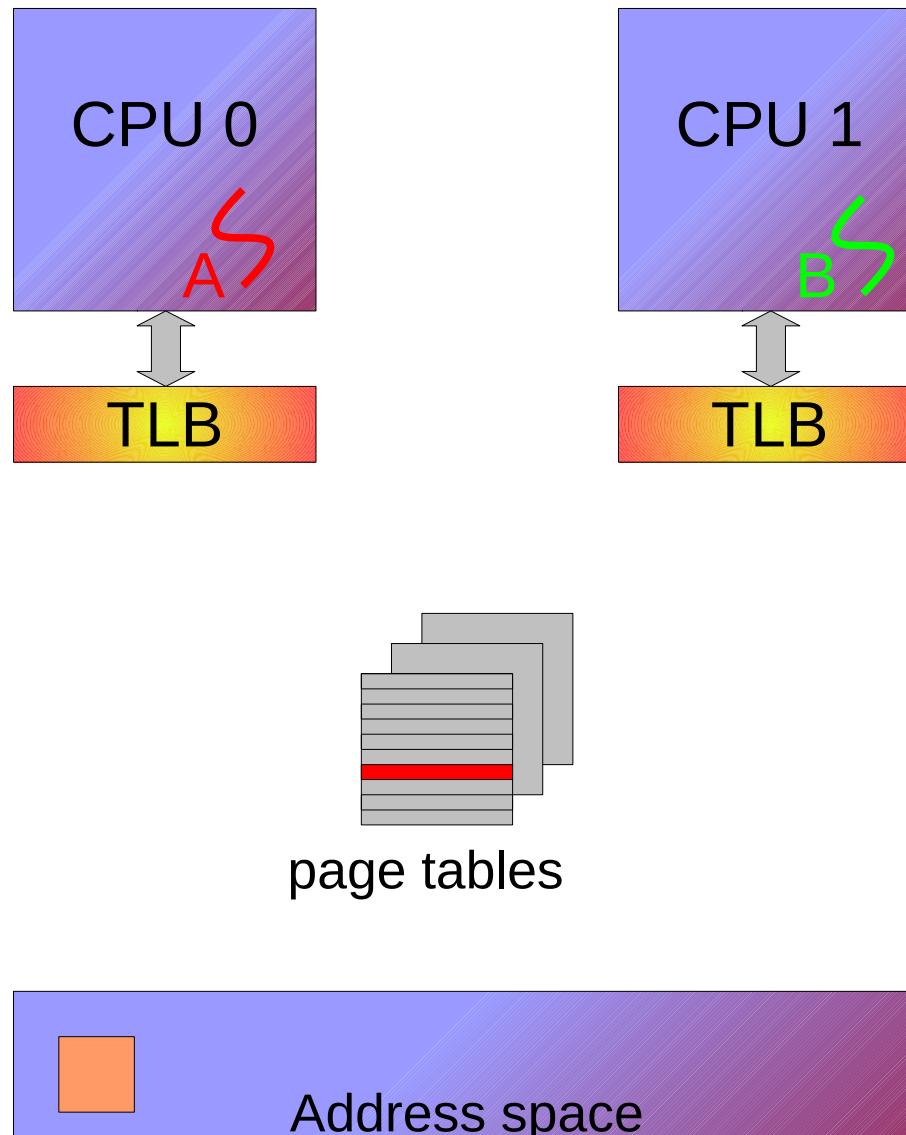 CPU 0
CPU 1
A
B
TLB
TLB
page tables
Address space